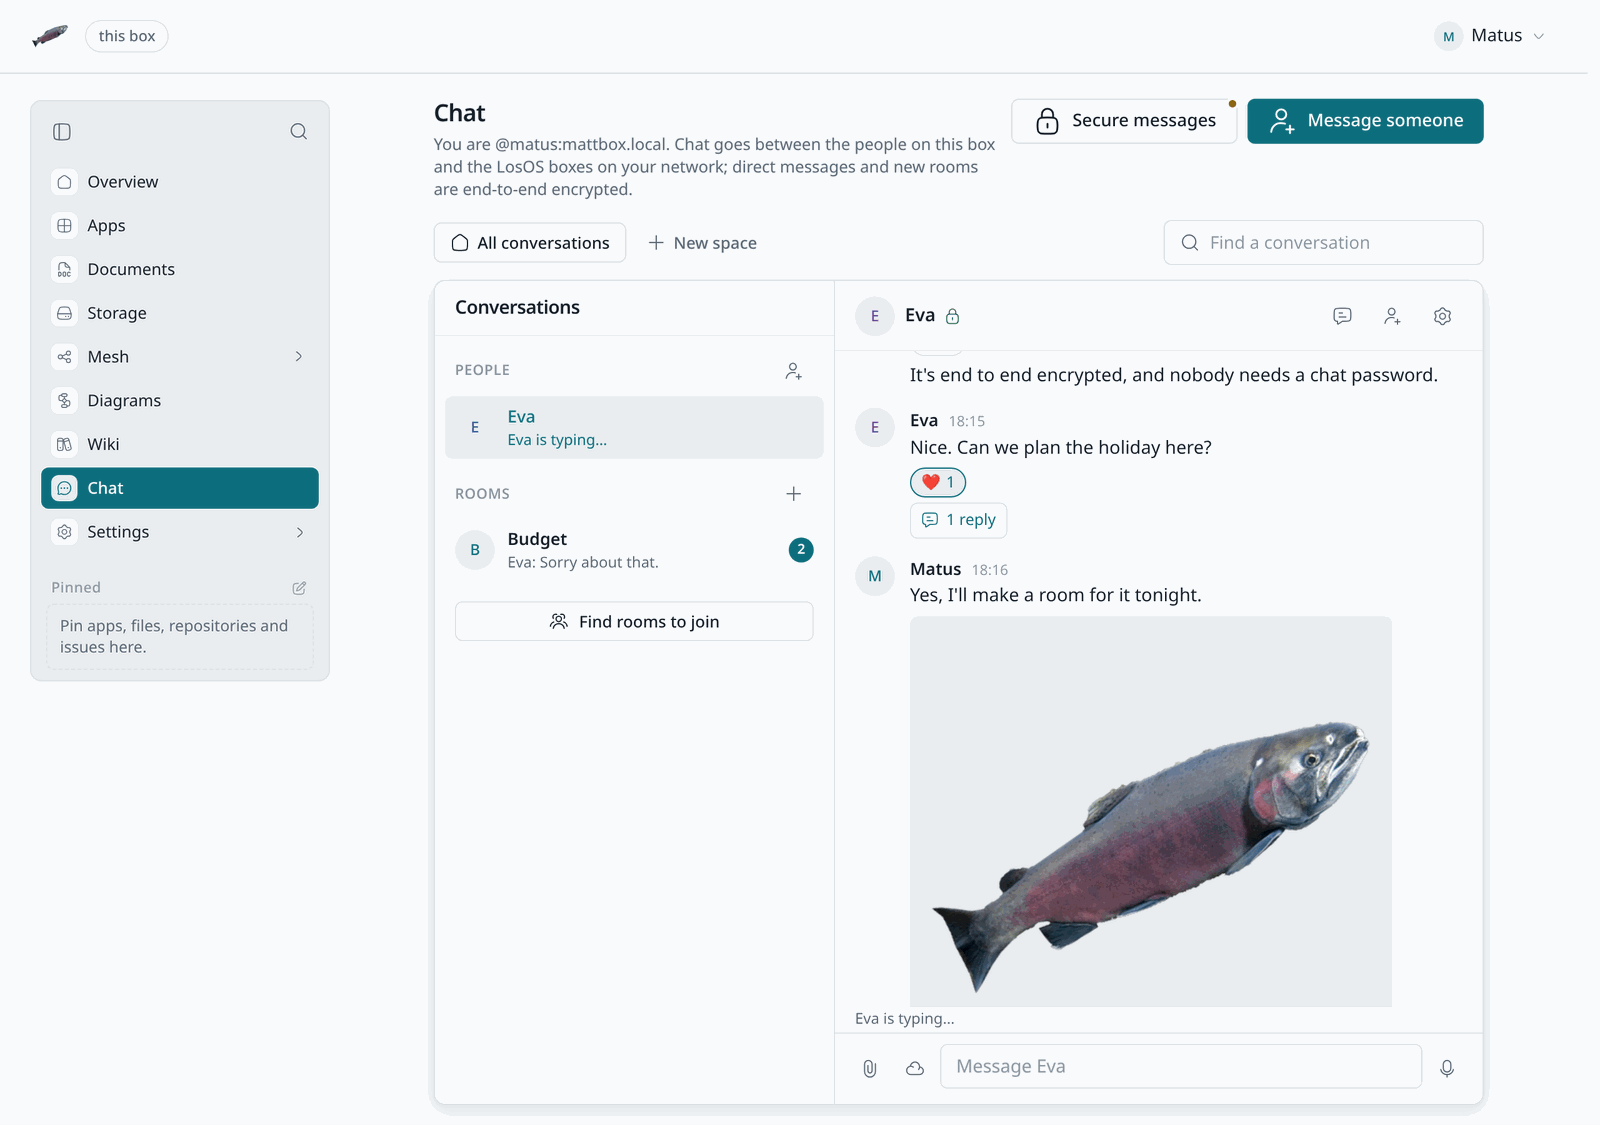 this box
M
Matus
Overview
Apps
Documents
Storage
Mesh
Diagrams
Wiki
Chat
Settings
Pinned
Pin apps, files, repositories and
issues here.
Chat
You are @matus:mattbox.local. Chat goes between the people on this box
and the LosOS boxes on your network; direct messages and new rooms
are end-to-end encrypted.
Secure messages
Message someone
All conversations
New space
Find a conversation
Conversations
PEOPLE
E
Eva
Eva is typing...
ROOMS
B
Budget
2
Eva: Sorry about that.
Find rooms to join
E
Eva
It's end to end encrypted, and nobody needs a chat password.
E
Eva 18:15
Nice. Can we plan the holiday here?
❤️ 1
1 reply
M
Matus 18:16
Yes, I'll make a room for it tonight.
Eva is typing...
Message Eva